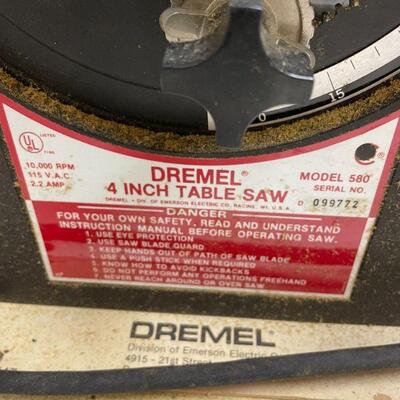 0 15
UL
LISTED
10,000 RPM
115 V.A.C.
2.2 AMP
DREMEL®
4 INCH TABLE SAW
MODEL 580
SERIAL NO.
DREMEL • DIV. OF EMERSON ELECTRIC CO. RACINE, WI. U.S.A.
D 099772
DANGER
FOR YOUR OWN SAFETY, READ AND UNDERSTAND
INSTRUCTION MANUAL BEFORE OPERATING SAW.
1. USE EYE PROTECTION
2. USE SAW BLADE GUARD
3. KEEP HANDS OUT OF PATH OF SAW BLADE
4. USE A PUSH STICK WHEN REQUIRED
5. KNOW HOW TO AVOID KICKBACKS
6. DO NOT PERFORM ANY OPERATIONS FREEHAND
7. NEVER REACH AROUND OR OVER SAW
DREMEL
Division of Emerson Electric
4915 - 21st Street